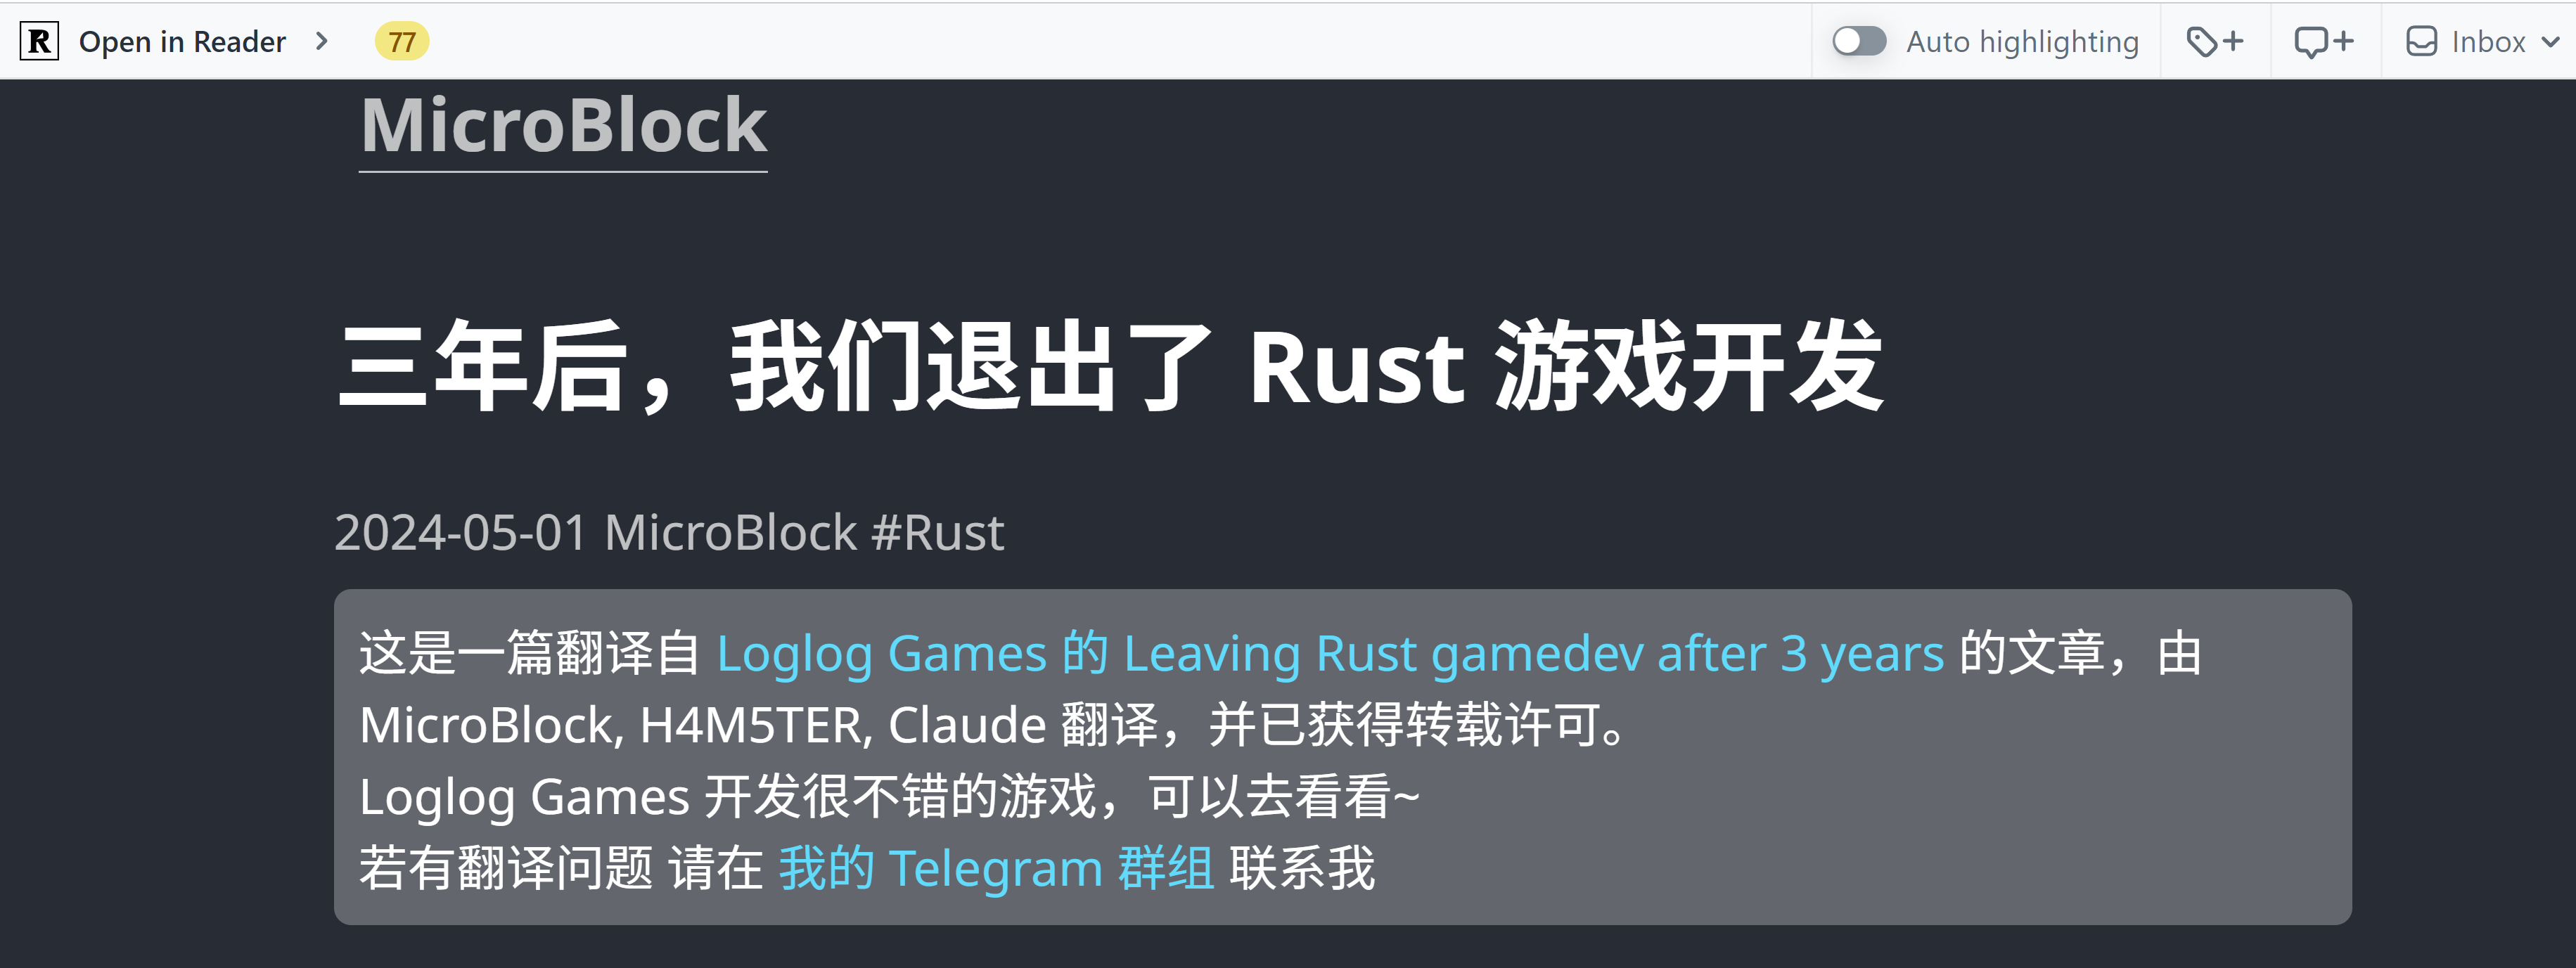 R Open in Reader > 77 Auto highlighting Inbox
MicroBlock
三年后，我们退出了 Rust 游戏开发
2024-05-01 MicroBlock #Rust
这是一篇翻译自 Loglog Games 的 Leaving Rust gamedev after 3 years 的文章，由
MicroBlock, H4M5TER, Claude 翻译，并已获得转载许可。
Loglog Games 开发很不错的游戏，可以去看看~
若有翻译问题 请在 我的 Telegram 群组 联系我